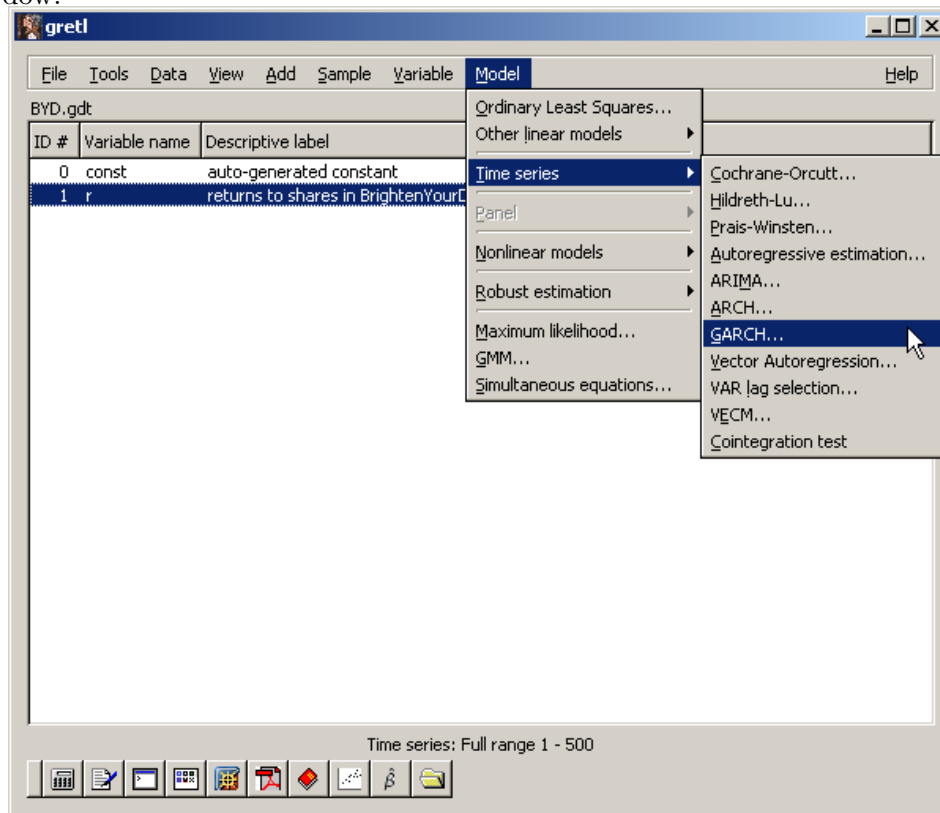 dow:
gretl
File Tools Data View Add Sample Variable Model Help
BYD.gdt
ID # Variable name Descriptive label
0 const auto-generated constant
1 r returns to shares in BrightenYour
Ordinary Least Squares...
Other linear models
Time series
Panel
Nonlinear models
Robust estimation
Maximum likelihood...
GMM...
Simultaneous equations...
Cochrane-Orcutt...
Hildreth-Lu...
Prais-Winsten...
Autoregressive estimation...
ARIMA...
ARCH...
GARCH...
Vector Autoregression...
VAR lag selection...
VECM...
Cointegration test
Time series: Full range 1 - 500
β̂